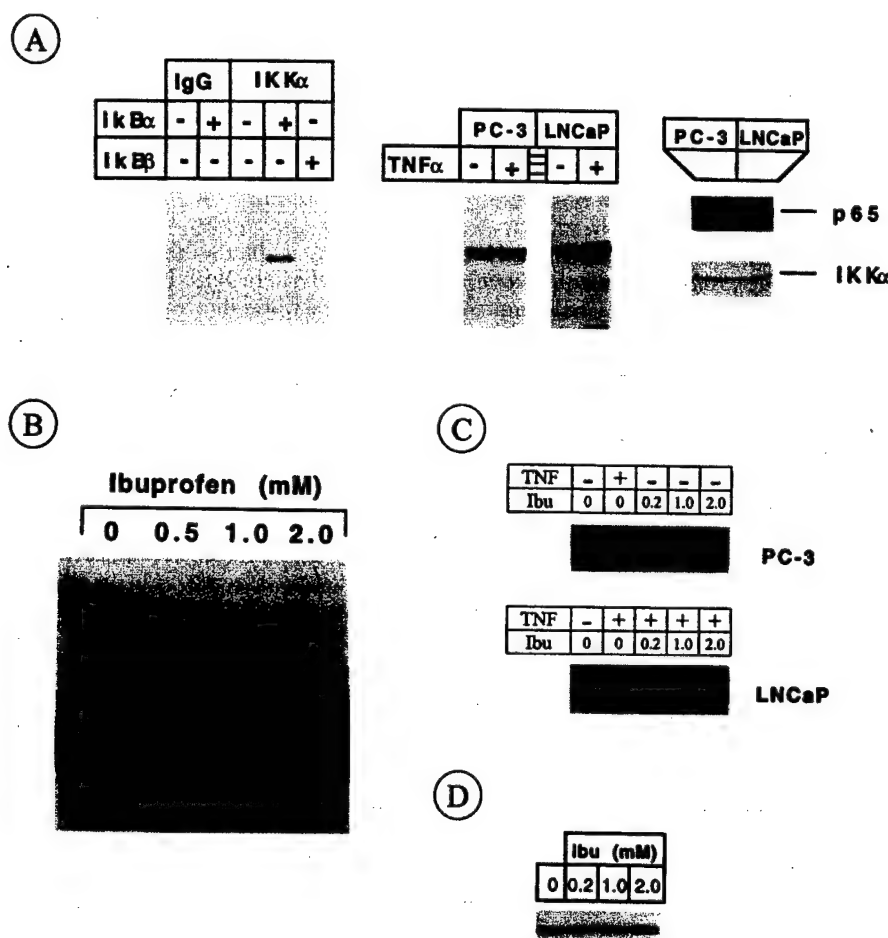 A
IgG IKKα
IkBα - + - + -
IkBβ - - - - +
PC-3 LNCaP
TNFα - + - +
PC-3 LNCaP
p65
IKKα
B
Ibuprofen (mM)
0 0.5 1.0 2.0
C
TNF - + - - -
Ibu 0 0 0.2 1.0 2.0
PC-3
TNF - + + + +
Ibu 0 0 0.2 1.0 2.0
LNCaP
D
Ibu (mM)
0 0.2 1.0 2.0